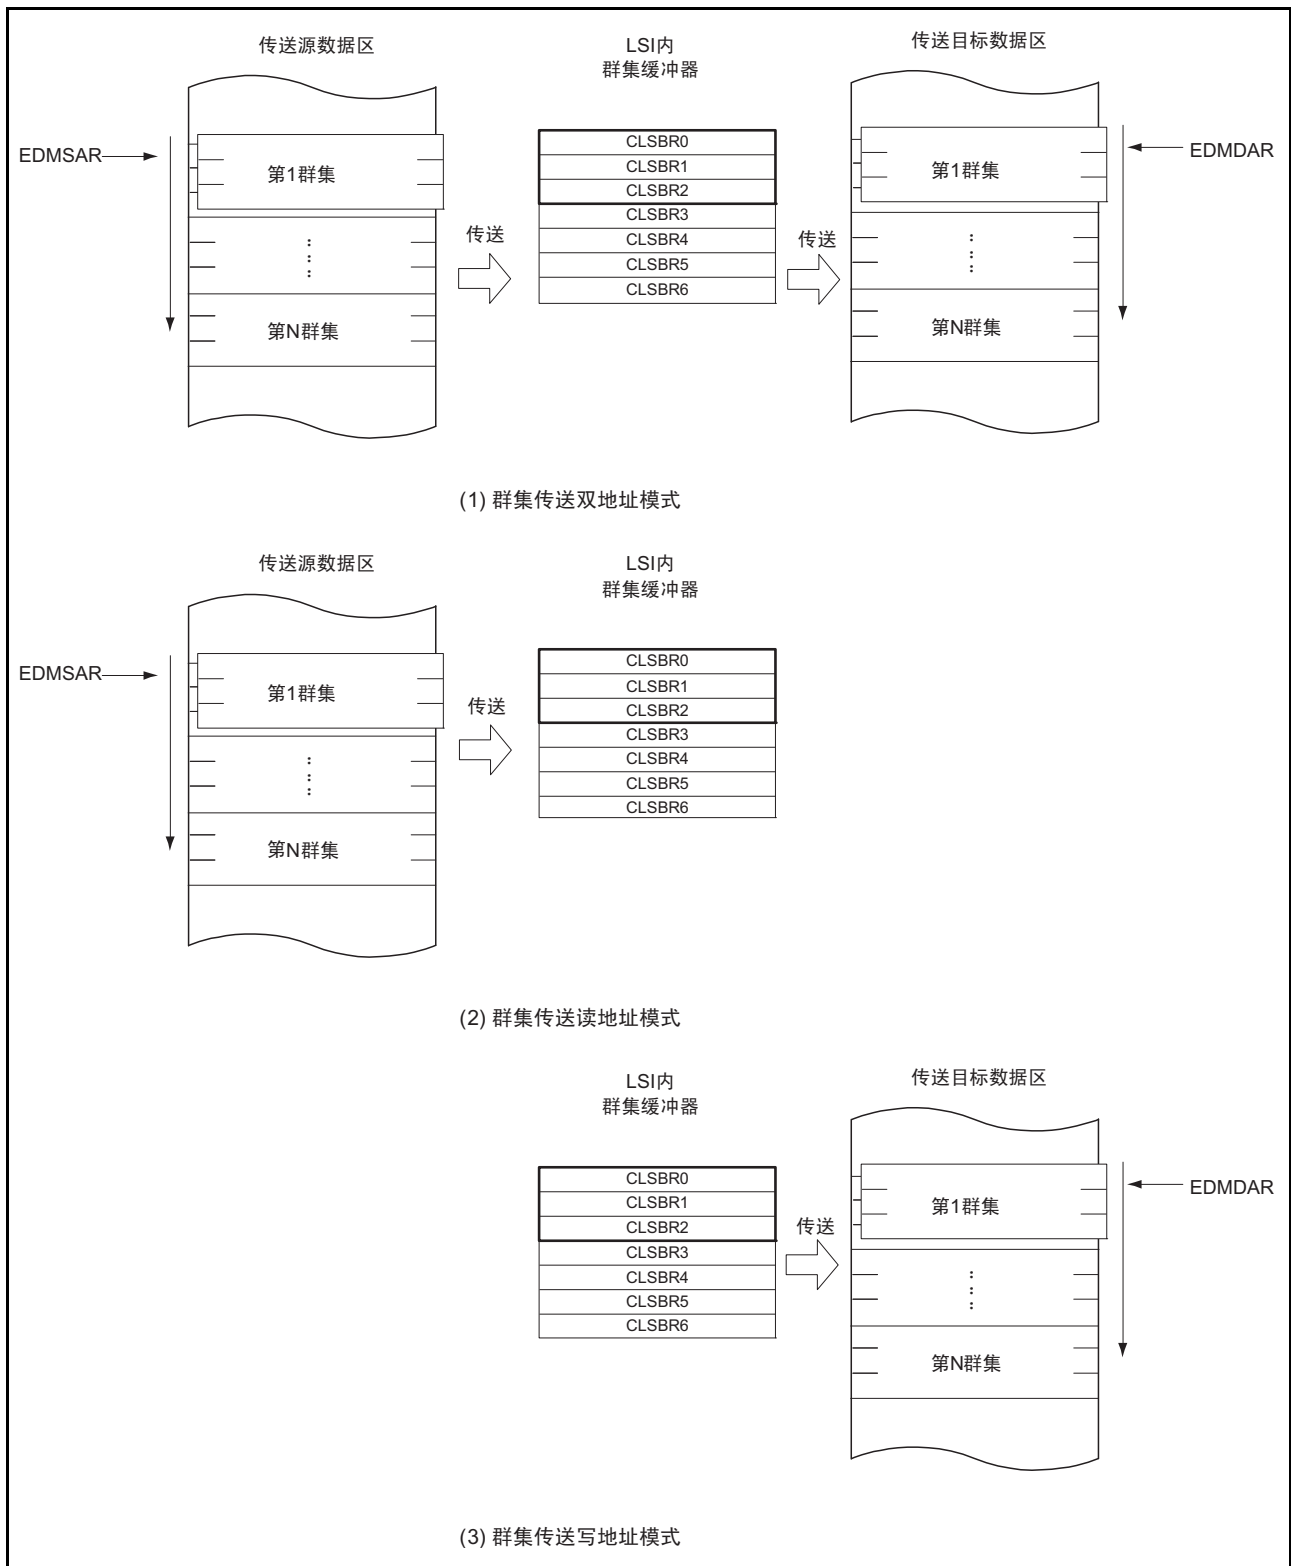 传送源数据区
LSI内
群集缓冲器
传送目标数据区
EDMSAR
第1群集
⋮
第N群集
传送
CLSBR0
CLSBR1
CLSBR2
CLSBR3
CLSBR4
CLSBR5
CLSBR6
传送
第1群集
⋮
第N群集
EDMDAR
(1) 群集传送双地址模式
传送源数据区
LSI内
群集缓冲器
EDMSAR
第1群集
⋮
第N群集
传送
CLSBR0
CLSBR1
CLSBR2
CLSBR3
CLSBR4
CLSBR5
CLSBR6
(2) 群集传送读地址模式
LSI内
群集缓冲器
传送目标数据区
CLSBR0
CLSBR1
CLSBR2
CLSBR3
CLSBR4
CLSBR5
CLSBR6
传送
第1群集
⋮
第N群集
EDMDAR
(3) 群集传送写地址模式